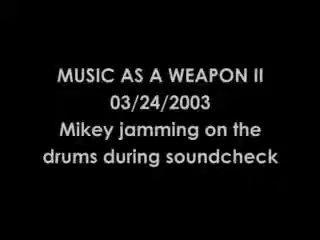 MUSIC AS A WEAPON II
03/24/2003
Mikey jamming on the
drums during soundcheck